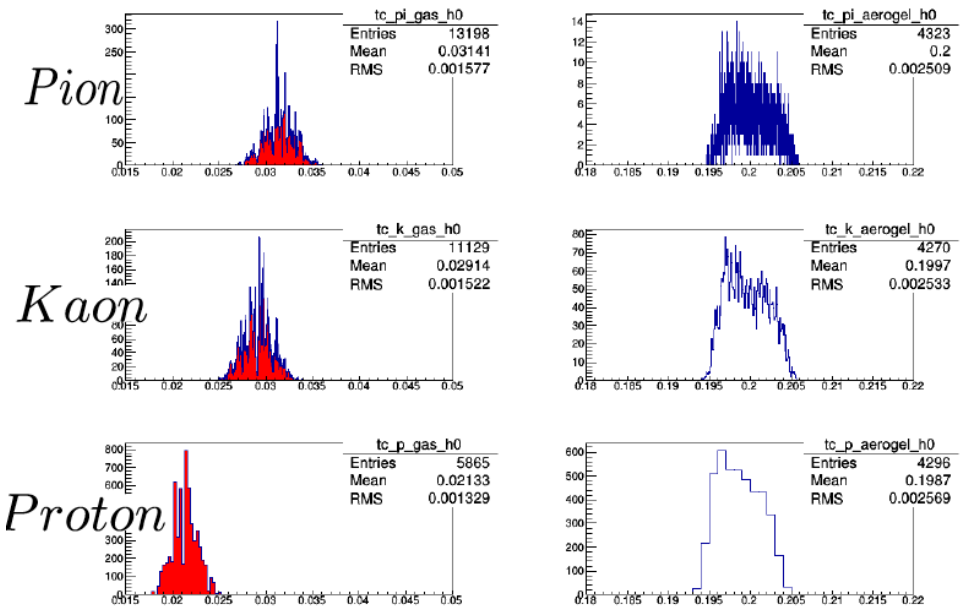 tc_pi_gas_h0
Entries 13198
Mean 0.03141
RMS 0.001577
300
250
200
150
100
50
0
0.015 0.02 0.025 0.03 0.035 0.04 0.045 0.05
Pion
tc_pi_aerogel_h0
Entries 4323
Mean 0.2
RMS 0.002509
14
12
10
8
6
4
2
0
0.18 0.185 0.19 0.195 0.2 0.205 0.21 0.215 0.22
tc_k_gas_h0
Entries 11129
Mean 0.02914
RMS 0.001522
200
180
160
140
80
60
40
20
0
0.015 0.02 0.025 0.03 0.035 0.04 0.045 0.05
Kaon
tc_k_aerogel_h0
Entries 4270
Mean 0.1997
RMS 0.002533
80
70
60
50
40
30
20
10
0
0.18 0.185 0.19 0.195 0.2 0.205 0.21 0.215 0.22
tc_p_gas_h0
Entries 5865
Mean 0.02133
RMS 0.001329
800
700
600
300
200
100
0
0.015 0.02 0.025 0.03 0.035 0.04 0.045 0.05
Proton
tc_p_aerogel_h0
Entries 4296
Mean 0.1987
RMS 0.002569
600
500
400
300
200
100
0
0.18 0.185 0.19 0.195 0.2 0.205 0.21 0.215 0.22